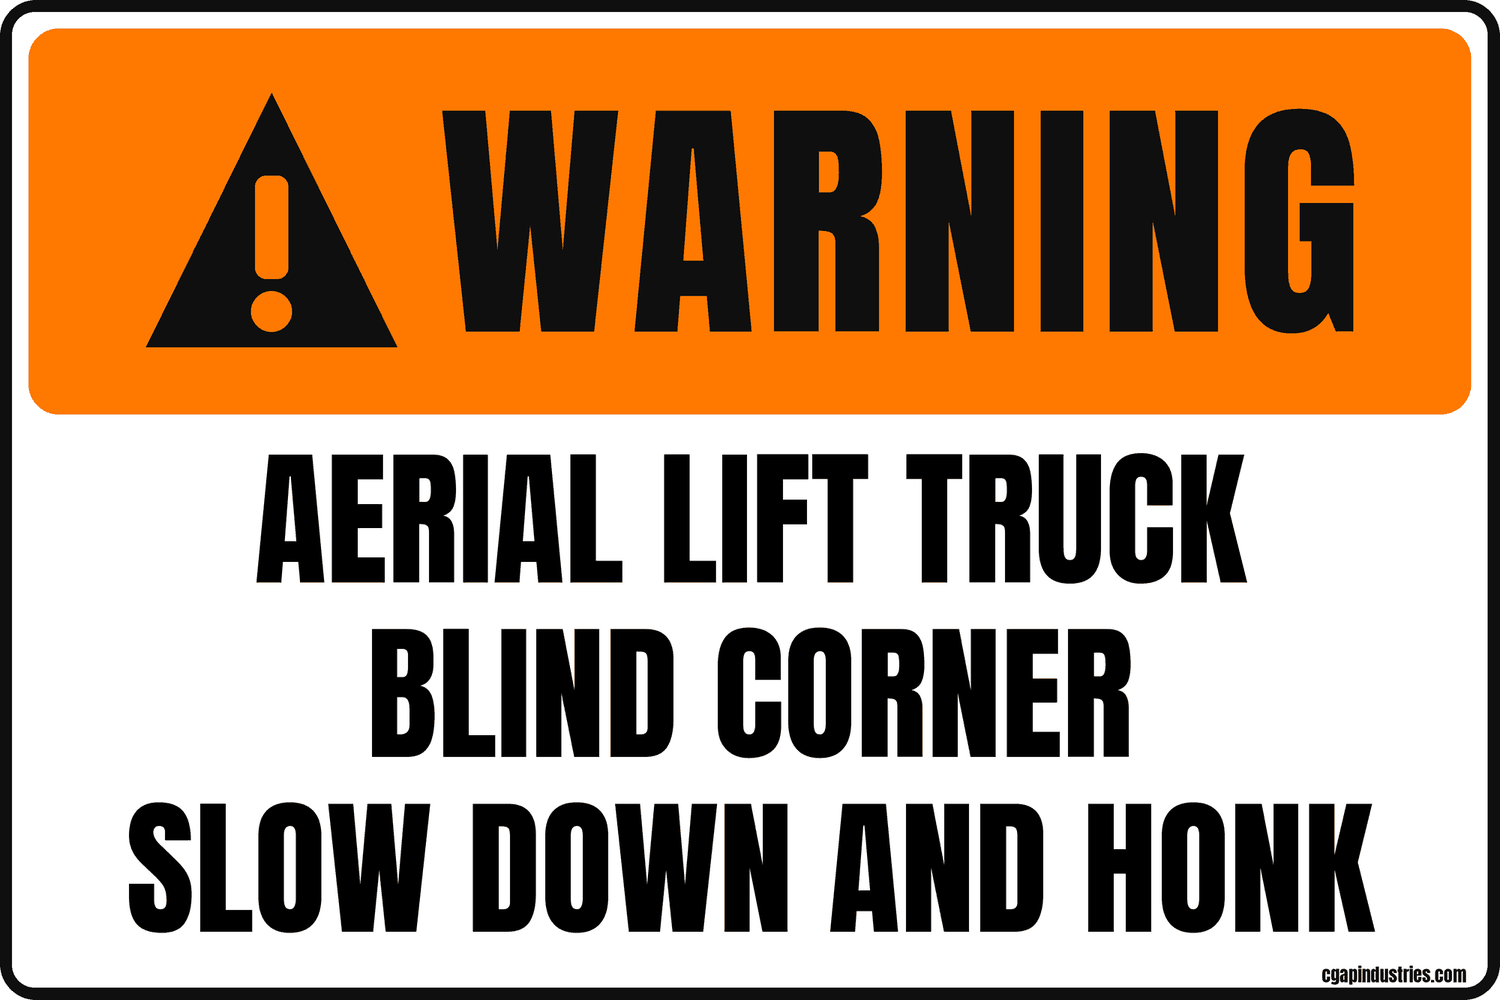 WARNING
AERIAL LIFT TRUCK
BLIND CORNER
SLOW DOWN AND HONK
cgapindustries.com